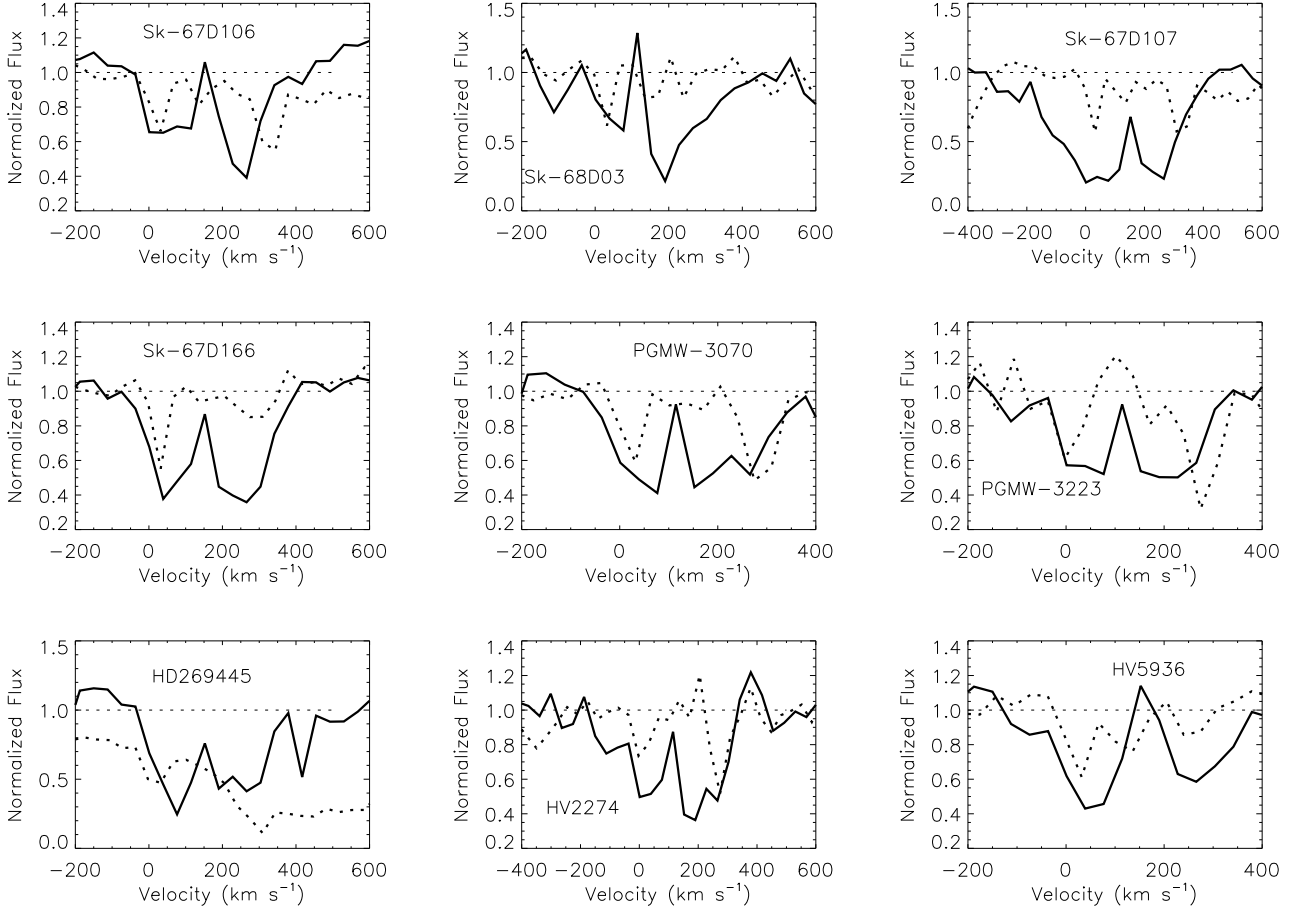 Sk−67D106
Normalized Flux
1.4
1.2
1.0
0.8
0.6
0.4
0.2
−200 0 200 400 600
Velocity (km s−1)
Sk−68D03
Normalized Flux
1.5
1.0
0.5
0.0
−200 0 200 400 600
Velocity (km s−1)
Sk−67D107
Normalized Flux
1.5
1.0
0.5
0.0
−400 −200 0 200 400 600
Velocity (km s−1)
Sk−67D166
Normalized Flux
1.4
1.2
1.0
0.8
0.6
0.4
0.2
−200 0 200 400 600
Velocity (km s−1)
PGMW−3070
Normalized Flux
1.4
1.2
1.0
0.8
0.6
0.4
0.2
−200 0 200 400
Velocity (km s−1)
PGMW−3223
Normalized Flux
1.4
1.2
1.0
0.8
0.6
0.4
0.2
−200 0 200 400
Velocity (km s−1)
HD269445
Normalized Flux
1.5
1.0
0.5
0.0
−200 0 200 400 600
Velocity (km s−1)
HV2274
Normalized Flux
1.4
1.2
1.0
0.8
0.6
0.4
0.2
−400 −200 0 200 400 600
Velocity (km s−1)
HV5936
Normalized Flux
1.4
1.2
1.0
0.8
0.6
0.4
0.2
−200 0 200 400
Velocity (km s−1)